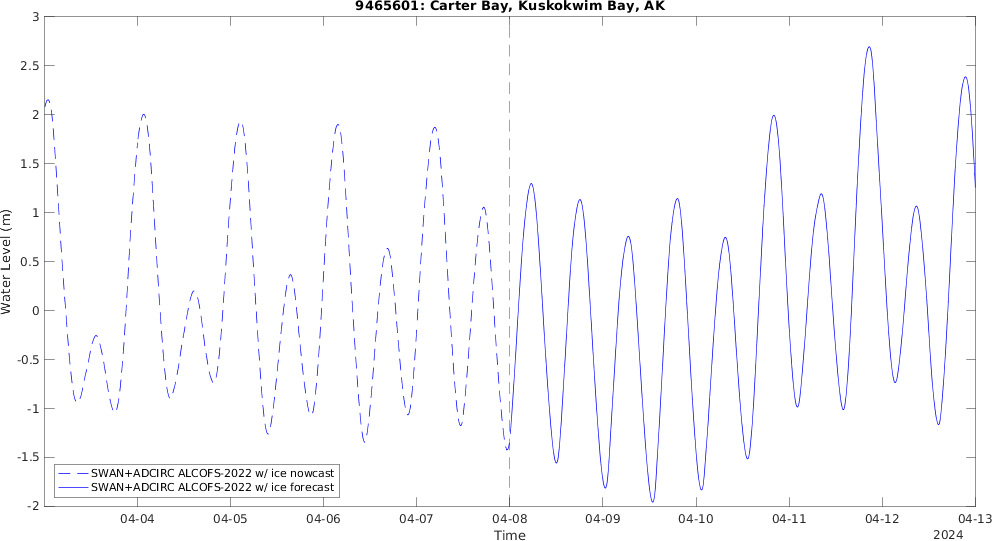 9465601: Carter Bay, Kuskokwim Bay, AK
3
2.5
2
1.5
1
0.5
0
-0.5
-1
-1.5
-2
Water Level (m)
SWAN+ADCIRC ALCOFS-2022 w/ ice nowcast
SWAN+ADCIRC ALCOFS-2022 w/ ice forecast
04-04 04-05 04-06 04-07 04-08 04-09 04-10 04-11 04-12 04-13
Time
2024